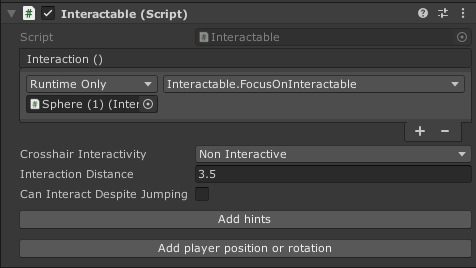 Interactable (Script)
Script
Interactable
Interaction ()
Runtime Only
Interactable.FocusOnInteractable
Sphere (1) (Inter
Crosshair Interactivity
Non Interactive
Interaction Distance
3.5
Can Interact Despite Jumping
Add hints
Add player position or rotation